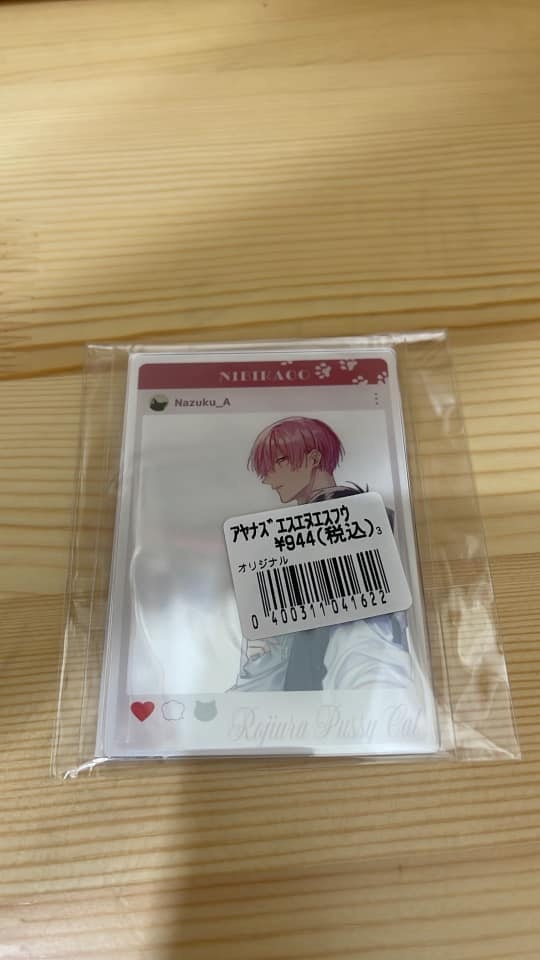 NIBIKAGO
Nazuku_A
アヤナズ エスエヌエスフウ
¥944(税込)3
オリジナル
0 400311 041622
Rojiura Pussy Cat